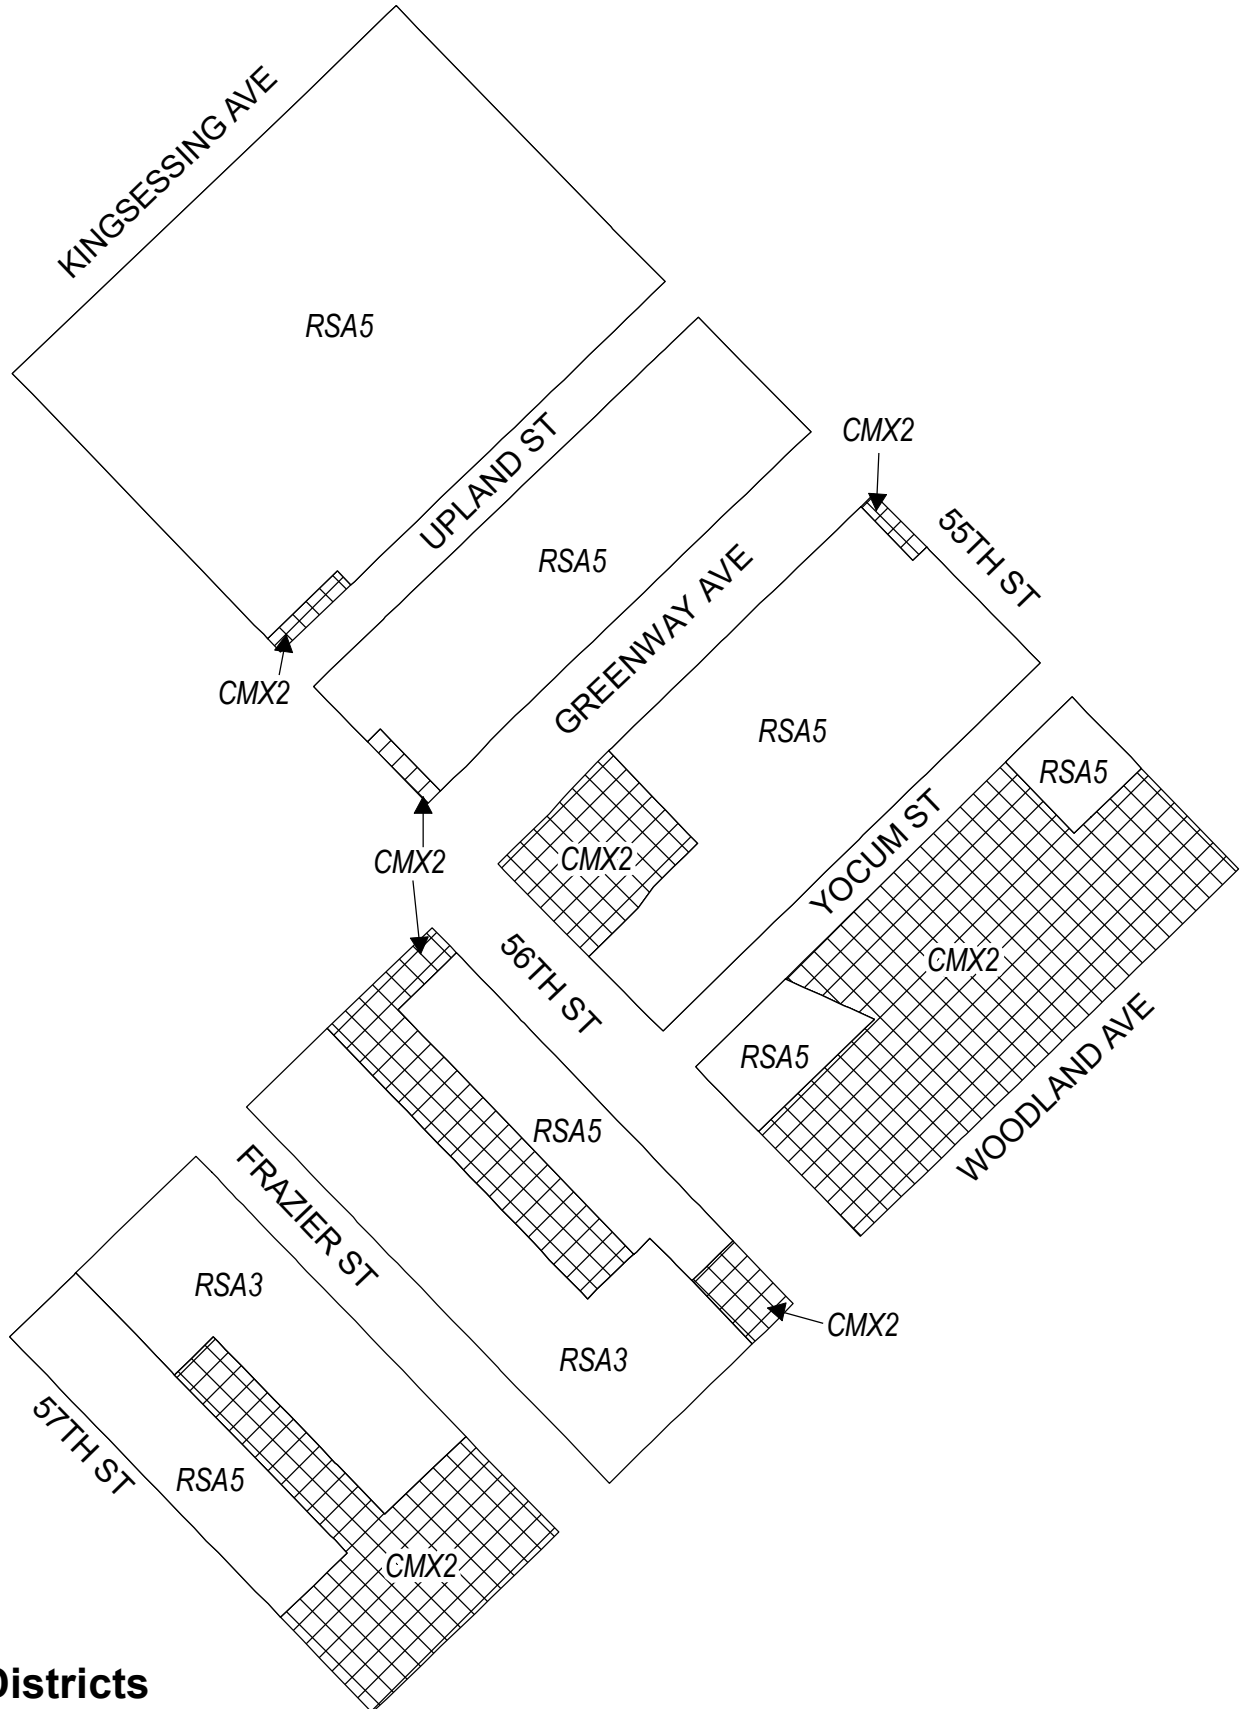 KINGSESSING AVE
RSA5
UPLAND ST
CMX2
CMX2
RSA5
55TH ST
GREENWAY AVE
RSA5
RSA5
CMX2
CMX2
YOCUM ST
CMX2
56TH ST
RSA5
WOODLAND AVE
RSA5
FRAZIER ST
RSA3
CMX2
RSA3
57TH ST
RSA5
CMX2
Districts